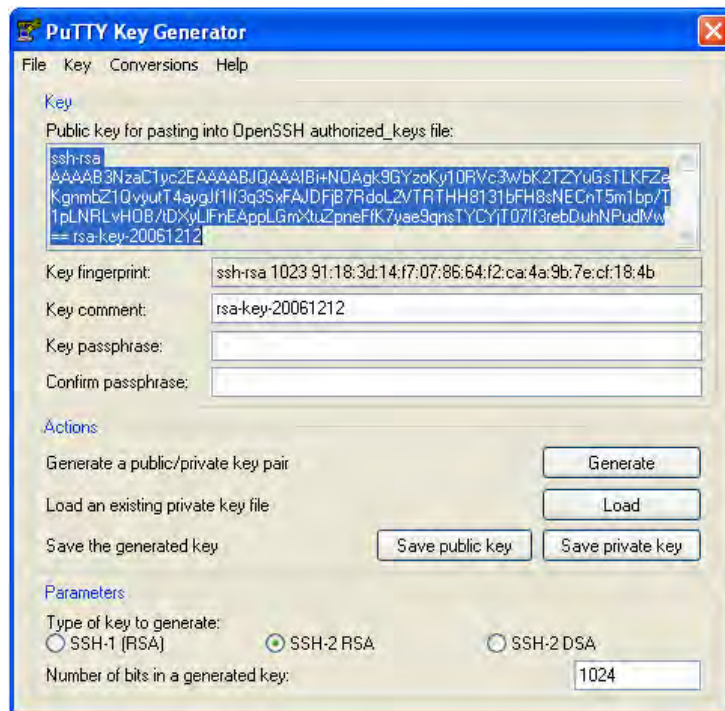 PuTTY Key Generator
File Key Conversions Help
Key
Public key for pasting into OpenSSH authorized_keys file:
ssh-rsa
AAAAB3NzaC1yc2EAAAABJQAAAIBi+NOAgk9GYzoKy10RVc3WbK2TZYuGsTLKFZe
KgnmbZ1QvyurT4aygJf1If3q3SxFAJDFjB7RdoL2VTRTHH8131bFH8sNECnT5m1bp/T
1pLNRLvHOB/tDXyLIFnEAppLGmXtuZpneFfK7yae9qnsTYCYjT07If3rebDuhNPudMw
== rsa-key-20061212
Key fingerprint: ssh-rsa 1023 91:18:3d:14:f7:07:86:64:f2:ca:4a:9b:7e:cf:18:4b
Key comment: rsa-key-20061212
Key passphrase:
Confirm passphrase:
Actions
Generate a public/private key pair Generate
Load an existing private key file Load
Save the generated key Save public key Save private key
Parameters
Type of key to generate:
SSH-1 (RSA) SSH-2 RSA SSH-2 DSA
Number of bits in a generated key: 1024